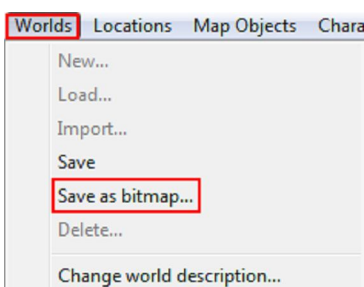 Worlds Locations Map Objects Chara
New...
Load...
Import...
Save
Save as bitmap...
Delete...
Change world description...